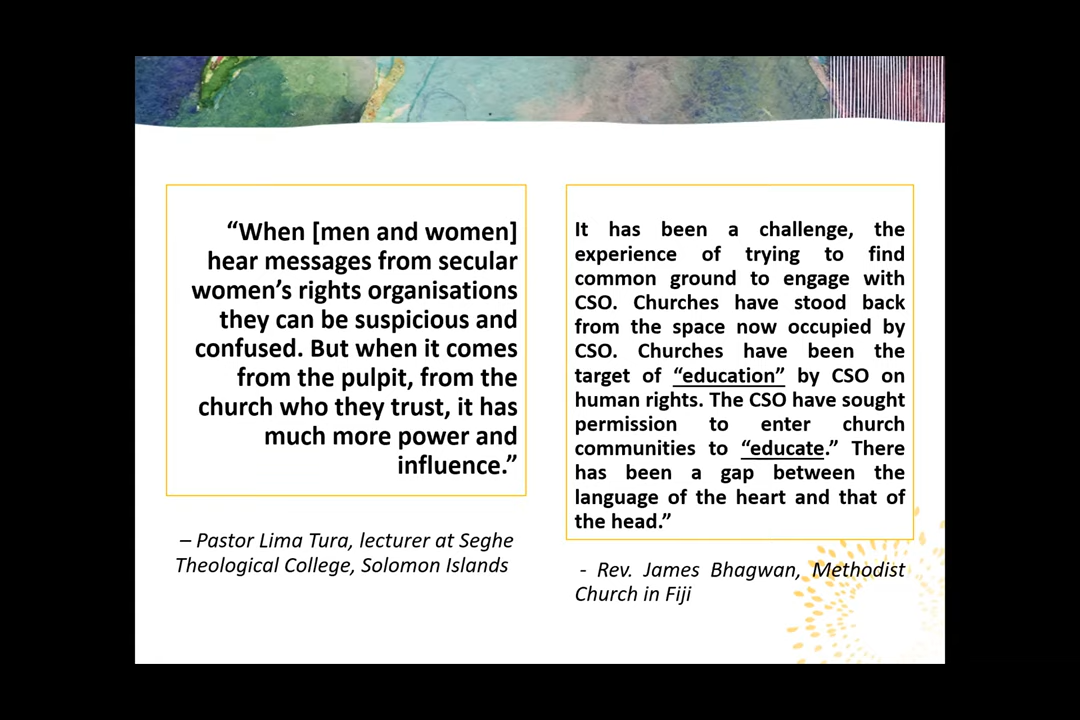 “When [men and women]
hear messages from secular
women’s rights organisations
they can be suspicious and
confused. But when it comes
from the pulpit, from the
church who they trust, it has
much more power and
influence.”
– Pastor Lima Tura, lecturer at Seghe
Theological College, Solomon Islands
It has been a challenge, the
experience of trying to find
common ground to engage with
CSO. Churches have stood back
from the space now occupied by
CSO. Churches have been the
target of “education” by CSO on
human rights. The CSO have sought
permission to enter church
communities to “educate.” There
has been a gap between the
language of the heart and that of
the head.”
- Rev. James Bhagwan, Methodist
Church in Fiji